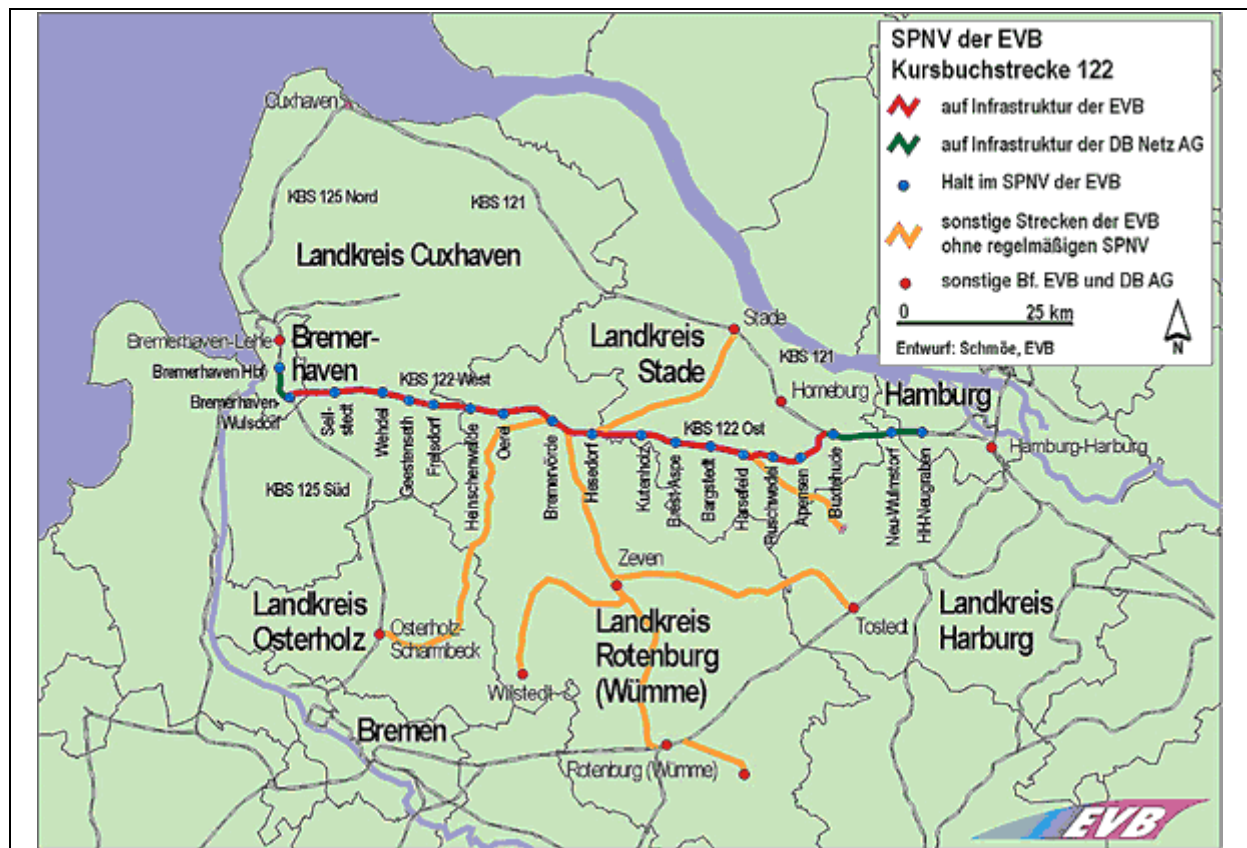 SPNV der EVB
Kursbuchstrecke 122
auf Infrastruktur der EVB
auf Infrastruktur der DB Netz AG
Halt im SPNV der EVB
sonstige Strecken der EVB
ohne regelmäßigen SPNV
sonstige Bf. EVB und DB AG
0 25 km
Entwurf: Schmöe, EVB
N
Cuxhaven
KBS 125 Nord
KBS 121
Landkreis Cuxhaven
Bremerhaven-Lehe
Bremer-
haven
Bremerhaven Hbf
Bremerhaven-
Wulsdorf
KBS 122-West
Landkreis
Stade
Stade
KBS 121
Horneburg
Hamburg
Hamburg-Harburg
KBS 122 Ost
Sell-
stedt
Wehdel
Geestenseth
Frelsdorf
Heinschenwalde
Oerel
Bremervörde
Hesedorf
Kutenholz
Brest-Aspe
Bargstedt
Harsefeld
Ruschwedel
Apensen
Buxtehude
Neu-Wulmstorf
HH-Neugraben
KBS 125 Süd
Zeven
Landkreis
Osterholz
Osterholz-
Scharmbeck
Landkreis
Rotenburg
(Wümme)
Tostedt
Landkreis
Harburg
Wilstedt
Bremen
Rotenburg (Wümme)
EVB